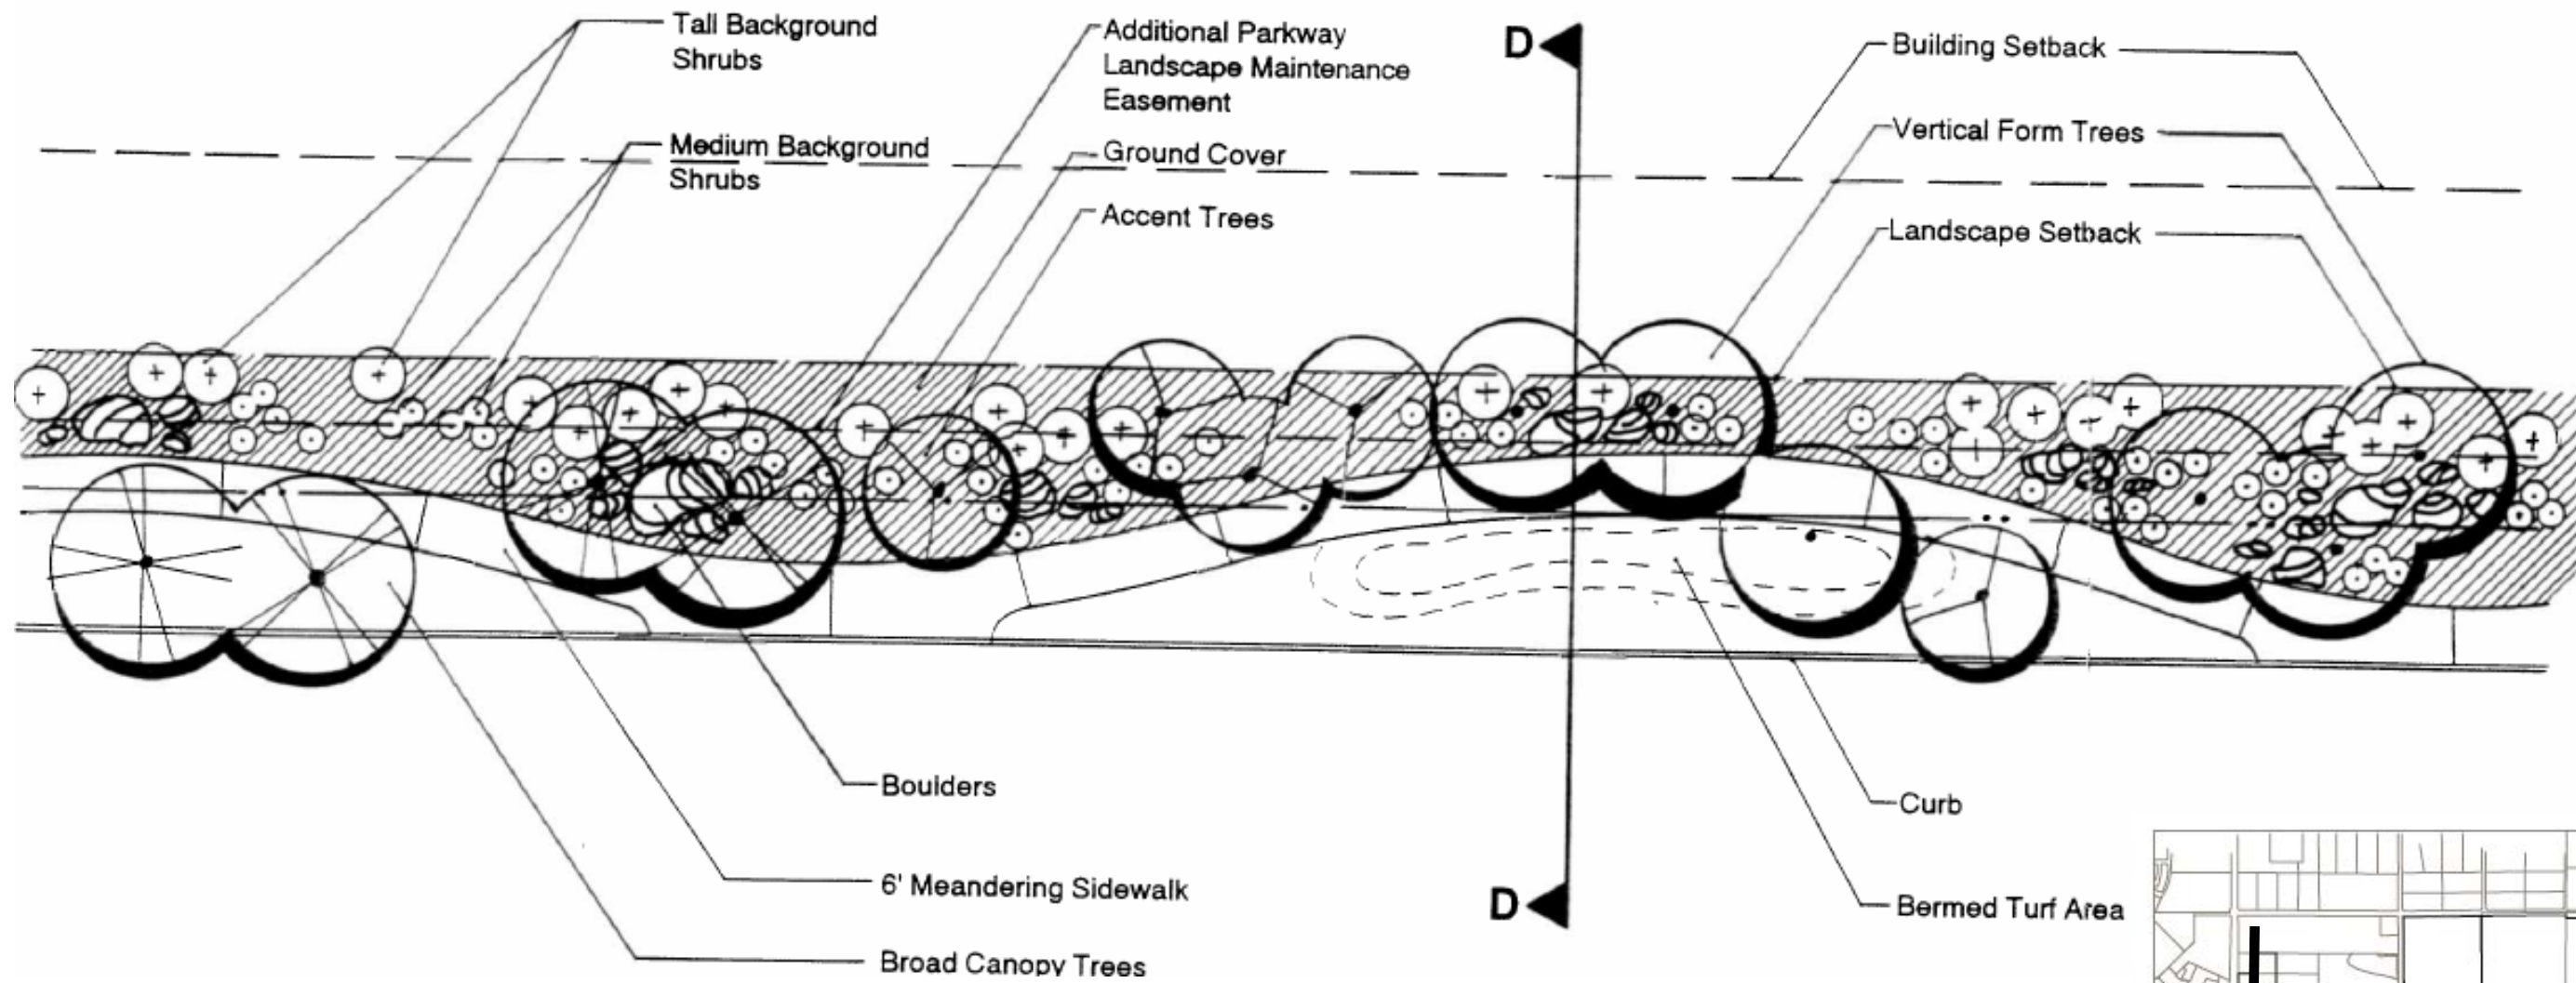 Tall Background
Shrubs
Medium Background
Shrubs
Additional Parkway
Landscape Maintenance
Easement
Ground Cover
Accent Trees
D
Building Setback
Vertical Form Trees
Landscape Setback
Boulders
6' Meandering Sidewalk
Broad Canopy Trees
D
Curb
Bermed Turf Area